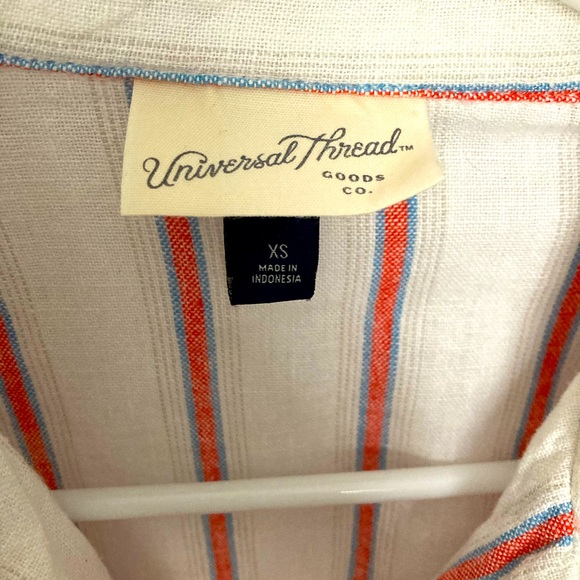 Universal Thread™
GOODS
CO.
XS
MADE IN
INDONESIA